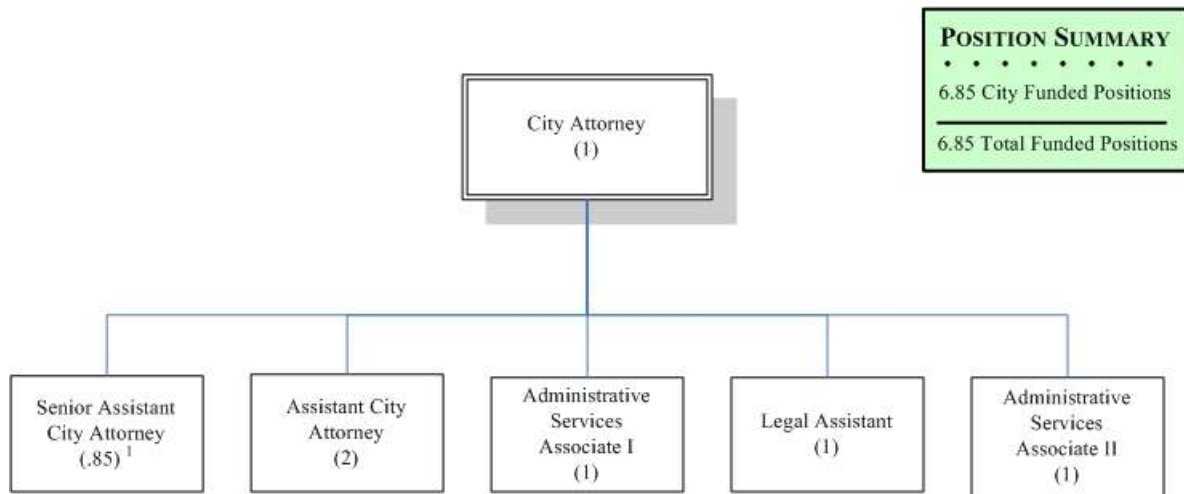 POSITION SUMMARY
6.85 City Funded Positions
6.85 Total Funded Positions
City Attorney
(1)
Senior Assistant
City Attorney
(.85) 1
Assistant City
Attorney
(2)
Administrative
Services
Associate I
(1)
Legal Assistant
(1)
Administrative
Services
Associate II
(1)